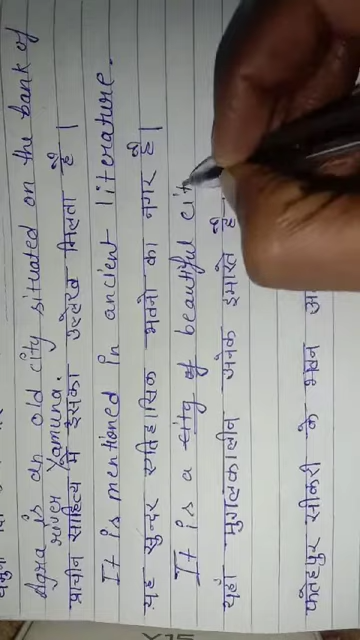 Agra is an old city situated on the bank of
river Yamuna.
प्राचीन साहित्य में इसका उल्लेख मिलता है।
It is mentioned in ancient literature.
यह सुन्दर एतिहासिक भवनो का नगर है।
It is a city of beautiful cit
यहां मुगलकालीन अनेक इमारते है
फतेहपुर सीकरी के भवन